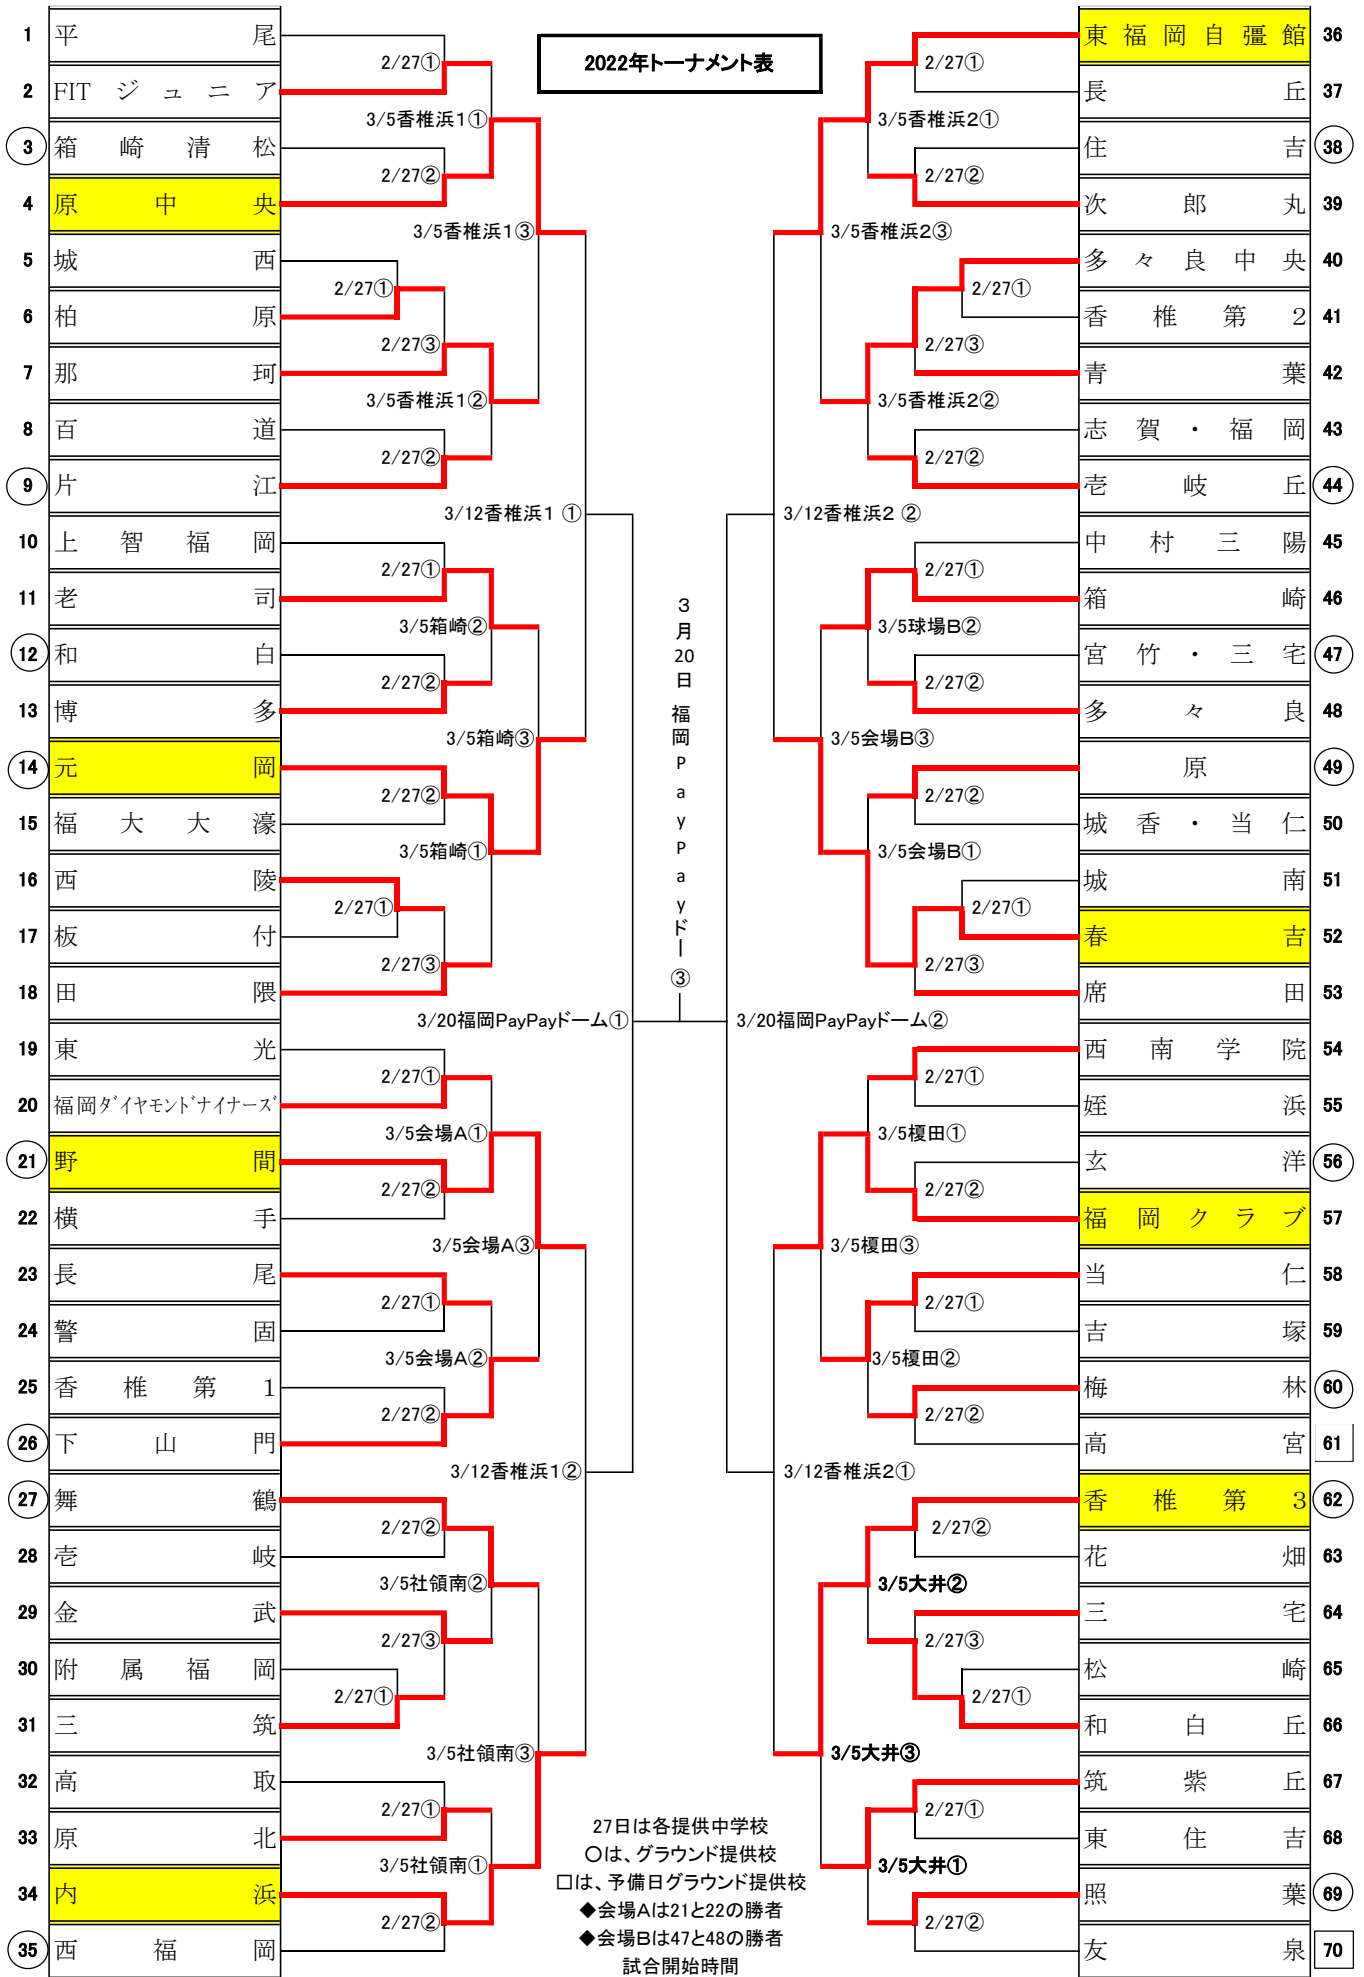 2022年トーナメント表
1 平尾
2 FITジュニア
③ 箱崎清松
4 原中央
5 城西
6 柏原
7 那珂
8 百道
⑨ 片江
10 上智福岡
11 老司
⑫ 和白
13 博多
⑭ 元岡
15 福大大濠
16 西陵
17 板付
18 田隈
19 東光
20 福岡ダイヤモンドナイナーズ
㉑ 野間
22 横手
23 長尾
24 警固
25 香椎第1
㉖ 下山門
㉗ 舞鶴
28 壱岐
29 金武
30 附属福岡
31 三筑
32 高取
33 原北
34 内浜
㉟ 西福岡
2/27①
3/5香椎浜1①
2/27②
3/5香椎浜1③
2/27①
2/27③
3/5香椎浜1②
2/27②
3/12香椎浜1 ①
2/27①
3/5箱崎②
2/27②
3/5箱崎③
2/27②
3/5箱崎①
2/27①
2/27③
3/20福岡PayPayドーム①
2/27①
3/5会場A①
2/27②
3/5会場A③
2/27①
3/5会場A②
2/27②
3/12香椎浜1②
2/27②
3/5社領南②
2/27③
2/27①
3/5社領南③
2/27①
3/5社領南①
2/27②
3月20日 福岡PayPayドー ③
2/27①
3/5香椎浜2①
2/27②
3/5香椎浜2③
2/27①
2/27③
3/5香椎浜2②
2/27②
3/12香椎浜2 ②
2/27①
3/5球場B②
2/27②
3/5会場B③
2/27②
3/5会場B①
2/27①
2/27③
3/20福岡PayPayドーム②
2/27①
3/5榎田①
2/27②
3/5榎田③
2/27①
3/5榎田②
2/27②
3/12香椎浜2①
2/27②
3/5大井②
2/27③
2/27①
3/5大井③
2/27①
3/5大井①
2/27②
東福岡自彊館 36
長丘 37
住吉 ㊳
次郎丸 39
多々良中央 40
香椎第2 41
青葉 42
志賀・福岡 43
壱岐丘 ㊹
中村三陽 45
箱崎 46
宮竹・三宅 ㊼
多々良 48
原 ㊾
城香・当仁 50
城南 51
春吉 52
席田 53
西南学院 54
姪浜 55
玄洋 56
福岡クラブ 57
当仁 58
吉塚 59
梅林 60
高宮 61
香椎第3 62
花畑 63
三宅 64
松崎 65
和白丘 66
筑紫丘 67
東住吉 68
照葉 69
友泉 70
27日は各提供中学校
〇は、グラウンド提供校
□は、予備日グラウンド提供校
◆会場Aは21と22の勝者
◆会場Bは47と48の勝者
試合開始時間